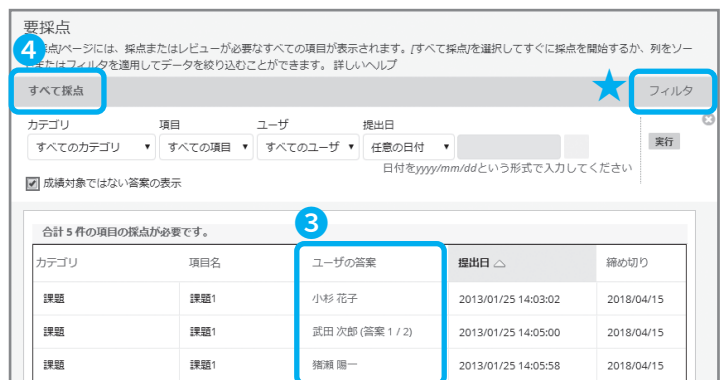 要採点
採点]ページには、採点またはレビューが必要なすべての項目が表示されます。[すべて採点]を選択してすぐに採点を開始するか、列をソー
またはフィルタを適用してデータを絞り込むことができます。 詳しいヘルプ
4
すべて採点 フィルタ
カテゴリ 項目 ユーザ 提出日
すべてのカテゴリ すべての項目 すべてのユーザ 任意の日付 実行
日付をyyyy/mm/ddという形式で入力してください
成績対象ではない答案の表示
3
合計 5 件の項目の採点が必要です。
カテゴリ 項目名 ユーザの答案 提出日 締め切り
課題 課題1 小杉 花子 2013/01/25 14:03:02 2018/04/15
課題 課題1 武田 次郎 (答案 1 / 2) 2013/01/25 14:05:00 2018/04/15
課題 課題1 猪瀬 陽一 2013/01/25 14:05:58 2018/04/15